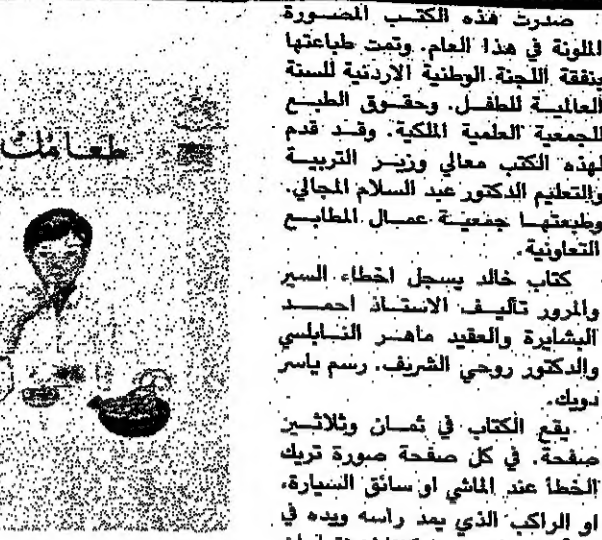 صدرت هذه الكتب المصورة
الملونة في هذا العام. وتمت طباعتها
بنفقة اللجنة الوطنية الاردنية للسنة
العالمية للطفل. وحقوق الطبع
للجمعية العلمية الملكية. وقد قدم
لهذه الكتب معالي وزير التربية
والتعليم الدكتور عبد السلام المجالي.
وطبعتها جمعية عمال المطابع
التعاونية.
كتاب خالد يسجل اخطاء السير
والمرور تأليف الاستاذ احمد
البشايرة والعقيد ماهر النابلسي
والدكتور روحي الشريف. رسم ياسر
دويك.
يقع الكتاب في ثمان وثلاثين
صفحة. في كل صفحة صورة تريك
الخطأ عند الماشي او سائق السيارة،
او الراكب الذي يمد راسه ويده في
طعامك